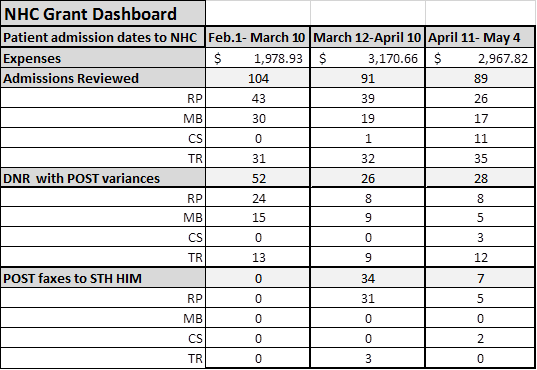 NHC Grant Dashboard
Patient admission dates to NHC Feb.1- March 10 March 12-April 10 April 11- May 4
Expenses $ 1,978.93 $ 3,170.66 $ 2,967.82
Admissions Reviewed 104 91 89
RP 43 39 26
MB 30 19 17
CS 0 1 11
TR 31 32 35
DNR with POST variances 52 26 28
RP 24 8 8
MB 15 9 5
CS 0 0 3
TR 13 9 12
POST faxes to STH HIM 0 34 7
RP 0 31 5
MB 0 0 0
CS 0 0 2
TR 0 3 0